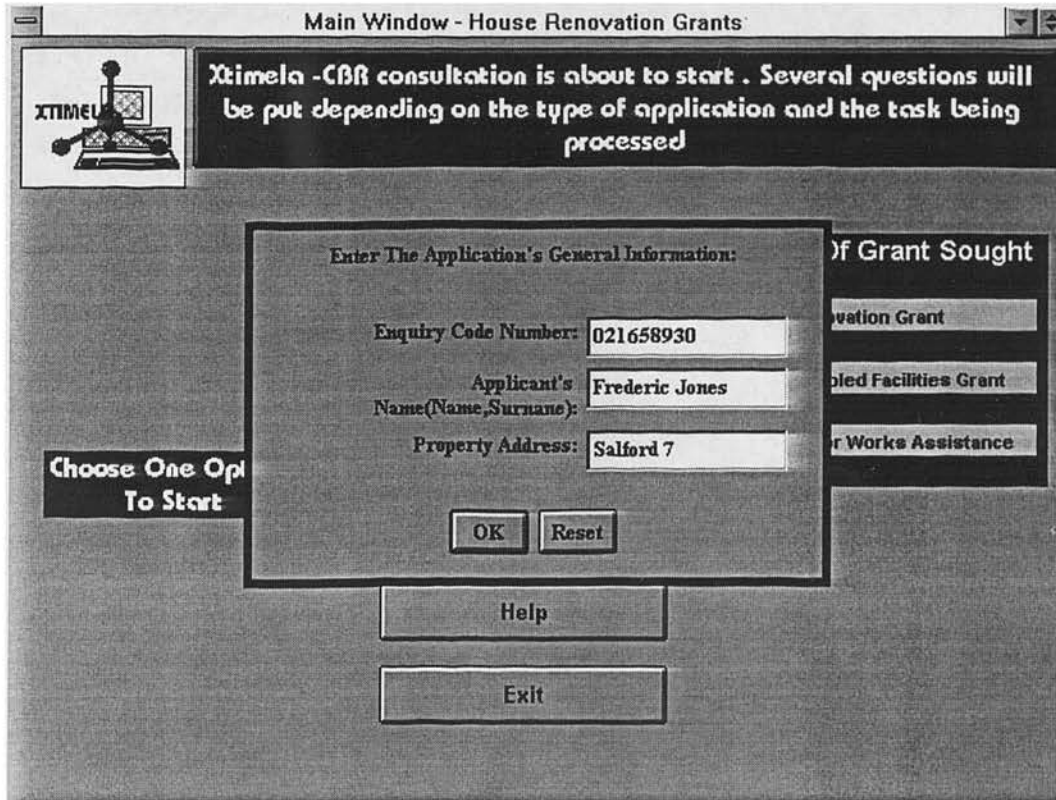 Main Window - House Renovation Grants
XTIMEL
Xtimela -CBR consultation is about to start . Several questions will
be put depending on the type of application and the task being
processed
Enter The Application's General Information:
Enquiry Code Number: 021658930
Applicant's
Name(Name,Surname): Frederic Jones
Property Address: Salford 7
OK Reset
Of Grant Sought
ovation Grant
bled Facilities Grant
or Works Assistance
Choose One Opt
To Start
Help
Exit